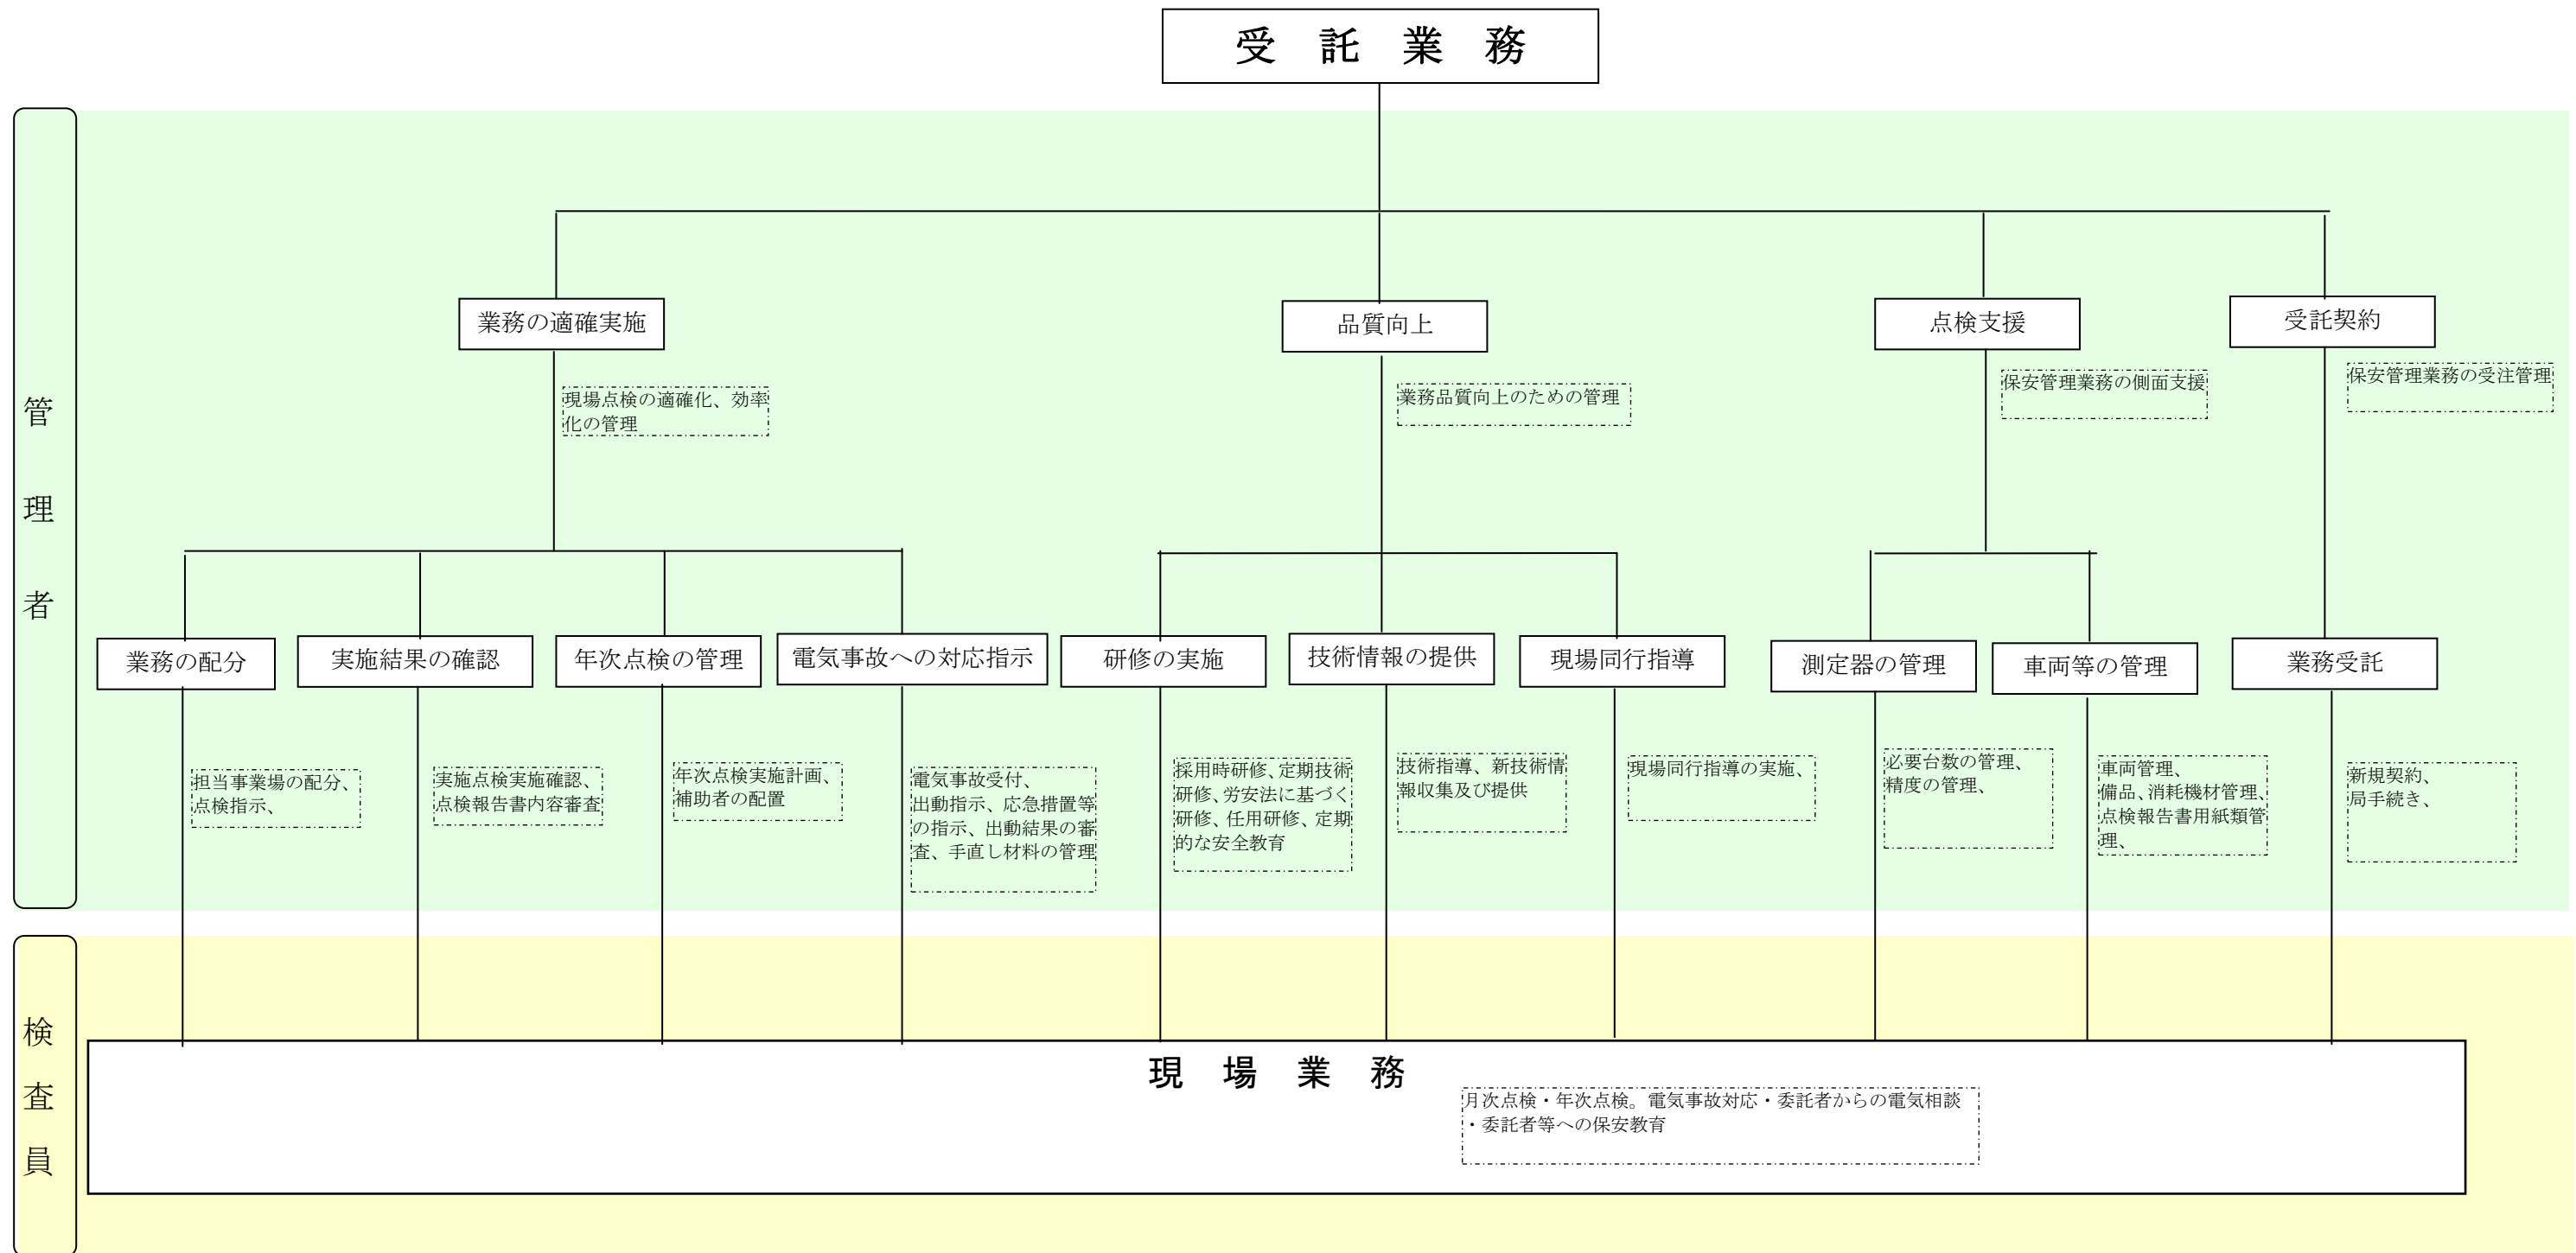 受 託 業 務
管理者
業務の適確実施
品質向上
点検支援
受託契約
現場点検の適確化、効率
化の管理
業務品質向上のための管理
保安管理業務の側面支援
保安管理業務の受注管理
業務の配分
実施結果の確認
年次点検の管理
電気事故への対応指示
研修の実施
技術情報の提供
現場同行指導
測定器の管理
車両等の管理
業務受託
担当事業場の配分、
点検指示、
実施点検実施確認、
点検報告書内容審査
年次点検実施計画、
補助者の配置
電気事故受付、
出動指示、応急措置等
の指示、出動結果の審
査、手直し材料の管理
採用時研修、定期技術
研修、労安法に基づく
研修、任用研修、定期
的な安全教育
技術指導、新技術情
報収集及び提供
現場同行指導の実施、
必要台数の管理、
精度の管理、
車両管理、
備品、消耗機材管理、
点検報告書用紙類管
理、
新規契約、
局手続き、
検査員
現 場 業 務
月次点検・年次点検。電気事故対応・委託者からの電気相談
・委託者等への保安教育